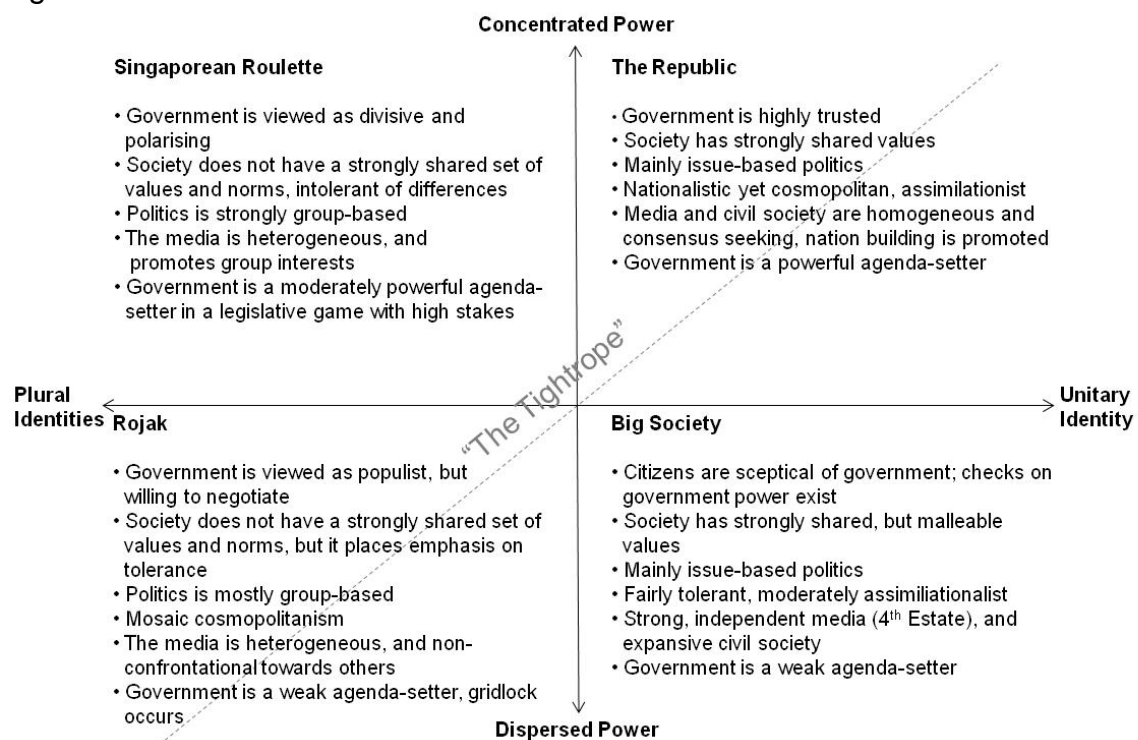 Concentrated Power
Singaporean Roulette
• Government is viewed as divisive and
polarising
• Society does not have a strongly shared set of
values and norms, intolerant of differences
• Politics is strongly group-based
• The media is heterogeneous, and
promotes group interests
• Government is a moderately powerful agenda-
setter in a legislative game with high stakes
The Republic
• Government is highly trusted
• Society has strongly shared values
• Mainly issue-based politics
• Nationalistic yet cosmopolitan, assimilationist
• Media and civil society are homogeneous and
consensus seeking, nation building is promoted
• Government is a powerful agenda-setter
"The Tightrope"
Plural
Identities
Unitary
Identity
Rojak
• Government is viewed as populist, but
willing to negotiate
• Society does not have a strongly shared set of
values and norms, but it places emphasis on
tolerance
• Politics is mostly group-based
• Mosaic cosmopolitanism
• The media is heterogeneous, and non-
confrontational towards others
• Government is a weak agenda-setter, gridlock
occurs
Big Society
• Citizens are sceptical of government; checks on
government power exist
• Society has strongly shared, but malleable
values
• Mainly issue-based politics
• Fairly tolerant, moderately assimiliationalist
• Strong, independent media (4th Estate), and
expansive civil society
• Government is a weak agenda-setter
Dispersed Power